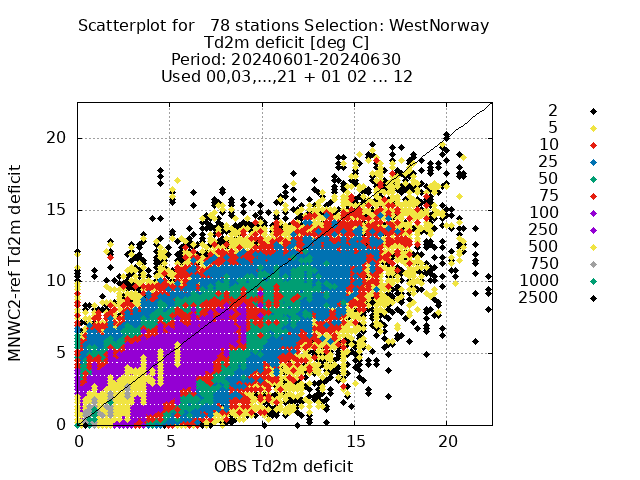 Scatterplot for   78 stations Selection: WestNorway
Td2m deficit [deg C]
Period: 20240601-20240630
Used 00,03,...,21 + 01 02 ... 12
2
5
10
25
50
75
100
250
500
750
1000
2500
20
15
10
5
0
MNWC2-ref Td2m deficit
0 5 10 15 20
OBS Td2m deficit